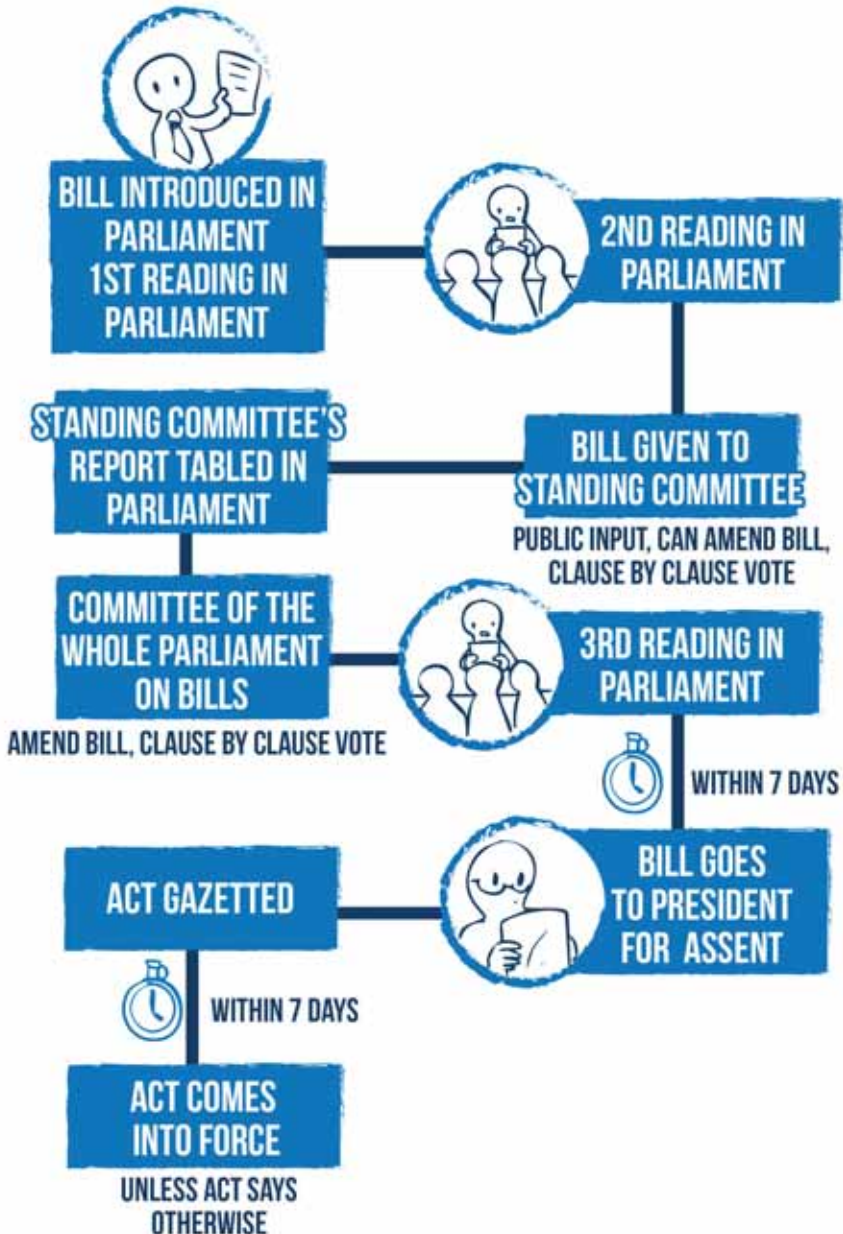 BILL INTRODUCED IN
PARLIAMENT
1ST READING IN
PARLIAMENT
2ND READING IN
PARLIAMENT
BILL GIVEN TO
STANDING COMMITTEE
PUBLIC INPUT, CAN AMEND BILL,
CLAUSE BY CLAUSE VOTE
STANDING COMMITTEE'S
REPORT TABLED IN
PARLIAMENT
COMMITTEE OF THE
WHOLE PARLIAMENT
ON BILLS
AMEND BILL, CLAUSE BY CLAUSE VOTE
3RD READING IN
PARLIAMENT
WITHIN 7 DAYS
BILL GOES
TO PRESIDENT
FOR ASSENT
ACT GAZETTED
WITHIN 7 DAYS
ACT COMES
INTO FORCE
UNLESS ACT SAYS
OTHERWISE